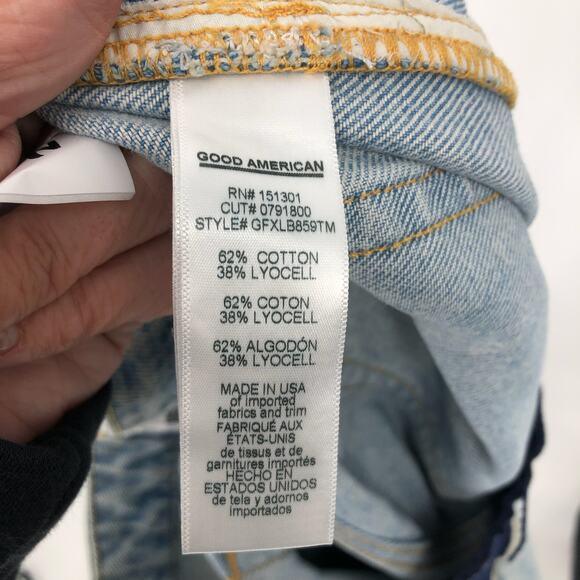 GOOD AMERICAN
RN# 151301
CUT# 0791800
STYLE# GFXLB859TM
62% COTTON
38% LYOCELL
62% COTON
38% LYOCELL
62% ALGODÓN
38% LYOCELL
MADE IN USA
of imported
fabrics and trim
FABRIQUÉ AUX
ÉTATS-UNIS
de tissus et de
garnitures importés
HECHO EN
ESTADOS UNIDOS
de tela y adornos
importados